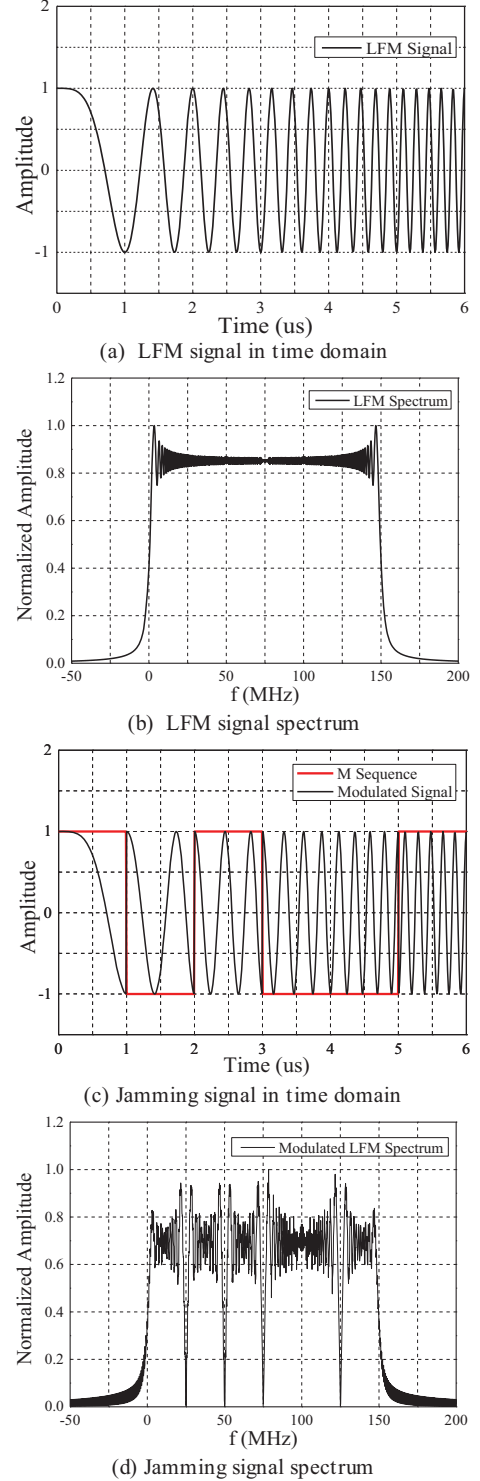 2
LFM Signal
1
0
-1
Amplitude
0 1 2 3 4 5 6
Time (us)
(a) LFM signal in time domain
1.2
LFM Spectrum
1.0
0.8
0.6
0.4
0.2
0.0
Normalized Amplitude
-50 0 50 100 150 200
f (MHz)
(b) LFM signal spectrum
2
M Sequence
Modulated Signal
1
0
-1
Amplitude
0 1 2 3 4 5 6
Time (us)
(c) Jamming signal in time domain
1.2
Modulated LFM Spectrum
1.0
0.8
0.6
0.4
0.2
0.0
Normalized Amplitude
-50 0 50 100 150 200
f (MHz)
(d) Jamming signal spectrum